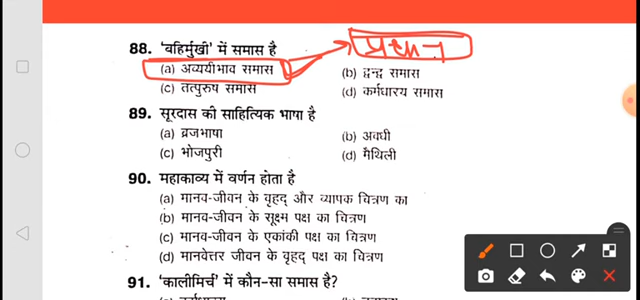 88. 'बहिर्मुखी' में समास है प्रधान
(a) अव्ययीभाव समास (b) द्वन्द्व समास
(c) तत्पुरुष समास (d) कर्मधारय समास
89. सूरदास की साहित्यिक भाषा है
(a) ब्रजभाषा (b) अवधी
(c) भोजपुरी (d) मैथिली
90. महाकाव्य में वर्णन होता है
(a) मानव-जीवन के वृहद् और व्यापक चित्रण का
(b) मानव-जीवन के सूक्ष्म पक्ष का चित्रण
(c) मानव-जीवन के एकांकी पक्ष का चित्रण
(d) मानवेत्तर जीवन के वृहद् पक्ष का चित्रण
91. 'कालीमिर्च' में कौन-सा समास है?